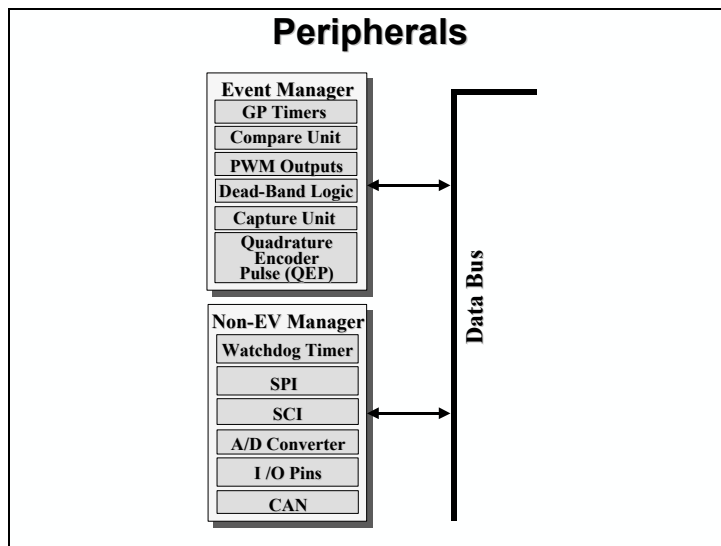 Peripherals
Event Manager
GP Timers
Compare Unit
PWM Outputs
Dead-Band Logic
Capture Unit
Quadrature
Encoder
Pulse (QEP)
Non-EV Manager
Watchdog Timer
SPI
SCI
A/D Converter
I /O Pins
CAN
Data Bus